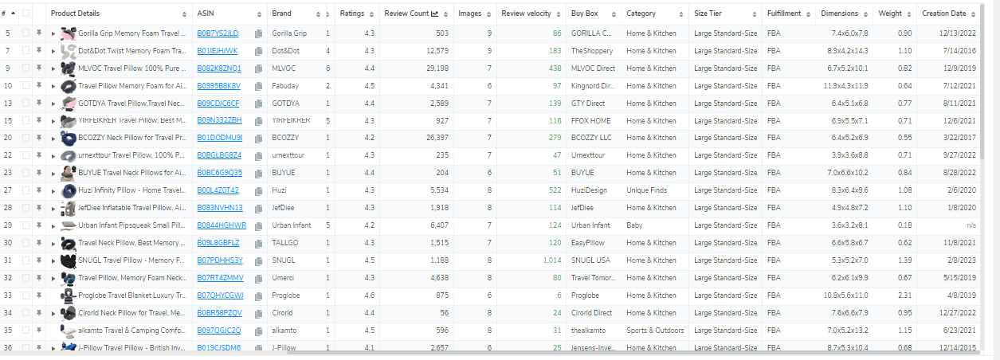 # Product Details ASIN Brand Ratings Review Count Images Review velocity Buy Box Category Size Tier Fulfillment Dimensions Weight Creation Date
5 Gorilla Grip Memory Foam Travel ... B0B7YS2JLD Gorilla Grip 1 4.3 503 9 86 GORILLA C... Home & Kitchen Large Standard-Size FBA 7.4x6.0x7.8 0.90 12/13/2022
7 Dot&Dot Twist Memory Foam Tra... B01IEJHJWK Dot&Dot 4 4.3 12,579 9 183 TheShoppery Home & Kitchen Large Standard-Size FBA 8.9x4.2x14.3 1.10 7/14/2016
9 MLVOC Travel Pillow 100% Pure ... B082K8ZNQ1 MLVOC 6 4.4 29,198 7 438 MLVOC Direct Home & Kitchen Large Standard-Size FBA 6.7x5.2x10.1 0.82 12/9/2019
10 Travel Pillow Memory Foam for Ai... B0995B8K8V Fabuday 2 4.5 4,341 6 97 Kingnord Dir... Home & Kitchen Large Standard-Size FBA 11.9x4.3x11.9 0.64 7/12/2021
13 GOTDYA Travel Pillow,Travel Nec... B09CDJC6CF GOTDYA 1 4.4 2,589 7 139 GTY Direct Home & Kitchen Large Standard-Size FBA 6.4x5.1x6.8 0.77 8/11/2021
15 YIRFEIKRER Travel Pillow, Best M... B09N332ZBH YIRFEIKRER 5 4.3 927 7 116 FFOX HOME Home & Kitchen Large Standard-Size FBA 6.9x5.5x7.1 0.71 12/6/2021
20 BCOZZY Neck Pillow for Travel Pr... B01DODMU9I BCOZZY 1 4.2 26,397 7 279 BCOZZY LLC Home & Kitchen Large Standard-Size FBA 6.4x5.2x6.9 0.55 3/22/2017
22 urnexttour Travel Pillow, 100% P... B0BGLBG8Z4 urnexttour 1 4.3 235 7 47 Urnexttour Home & Kitchen Large Standard-Size FBA 3.9x3.6x8.8 0.71 9/27/2022
23 BUYUE Travel Neck Pillows for Ai... B0BC6G9Q35 BUYUE 1 4.4 204 6 51 BUYUE Home & Kitchen Large Standard-Size FBA 7.0x6.6x10.2 0.84 8/28/2022
27 Huzi Infinity Pillow - Home Travel... B00L4Z0T42 Huzi 1 4.3 5,534 8 522 HuziDesign Unique Finds Large Standard-Size FBA 8.3x6.4x9.6 1.08 2/6/2020
28 JefDiee Inflatable Travel Pillow, Ai... B083NVHN13 JefDiee 1 4.3 1,918 8 114 JefDiee Home & Kitchen Large Standard-Size FBA 4.9x4.8x7.2 1.10 1/8/2020
29 Urban Infant Pipsqueak Small Pill... B0844HGHWR Urban Infant 5 4.2 6,407 7 124 Urban Infant Baby Large Standard-Size FBA 3.6x3.2x8.1 0.18 n/a
30 Travel Neck Pillow, Best Memory ... B09L8GBFLZ TALLGO 1 4.3 1,515 7 120 EasyPillow Home & Kitchen Large Standard-Size FBA 6.6x5.8x6.7 0.62 11/8/2021
31 SNUGL Travel Pillow - Memory F... B07PDHHS3Y SNUGL 1 4.5 1,188 8 1,014 SNUGL USA Home & Kitchen Large Standard-Size FBA 5.3x5.2x7.0 1.39 2/8/2023
32 Travel Pillow, Memory Foam Neck... B07RT4ZMMV Umerci 1 4.3 4,638 8 80 Travel Tomor... Home & Kitchen Large Standard-Size FBA 6.2x6.1x9.9 0.67 5/15/2019
33 Proglobe Travel Blanket Luxury Tr... B07QHYCGWJ Proglobe 1 4.6 875 6 6 Proglobe Home & Kitchen Large Standard-Size FBA 10.8x5.6x11.0 2.31 4/8/2019
34 Cirorld Neck Pillow for Travel, Me... B0BR58PZQV Cirorld 1 4.4 56 8 24 Cirorld Direct Home & Kitchen Large Standard-Size FBA 7.6x6.6x7.9 0.95 12/27/2022
35 alkamto Travel & Camping Comfo... B097QGJC2Q alkamto 1 4.5 596 8 31 thealkamto Sports & Outdoors Large Standard-Size FBA 7.0x5.2x13.2 1.15 6/23/2021
36 J-Pillow Travel Pillow - British Inv... B019CJSDM6 J-Pillow 1 4.1 2,657 6 25 Jensens-Inve... Home & Kitchen Large Standard-Size FBA 8.7x5.3x10.4 0.68 12/14/2015